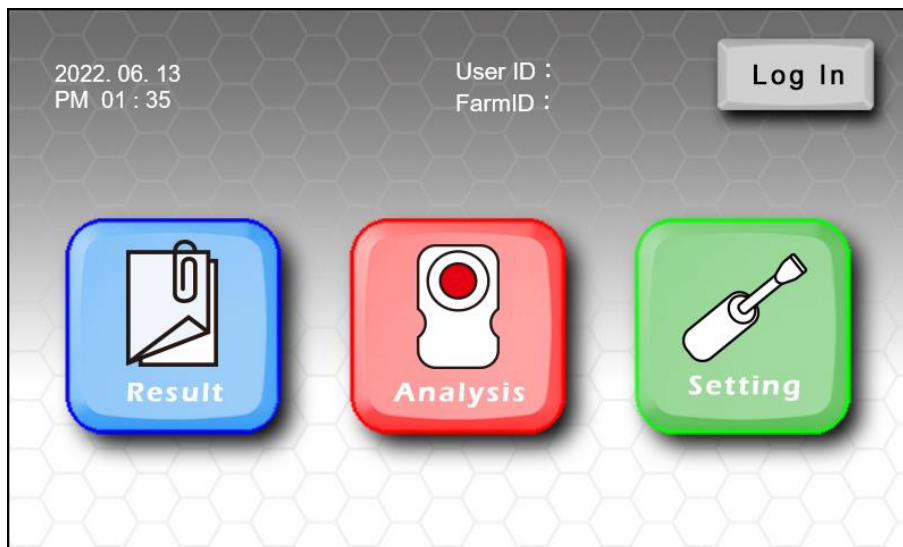 2022. 06. 13
PM 01 : 35
User ID :
FarmID :
Log In
Result
Analysis
Setting